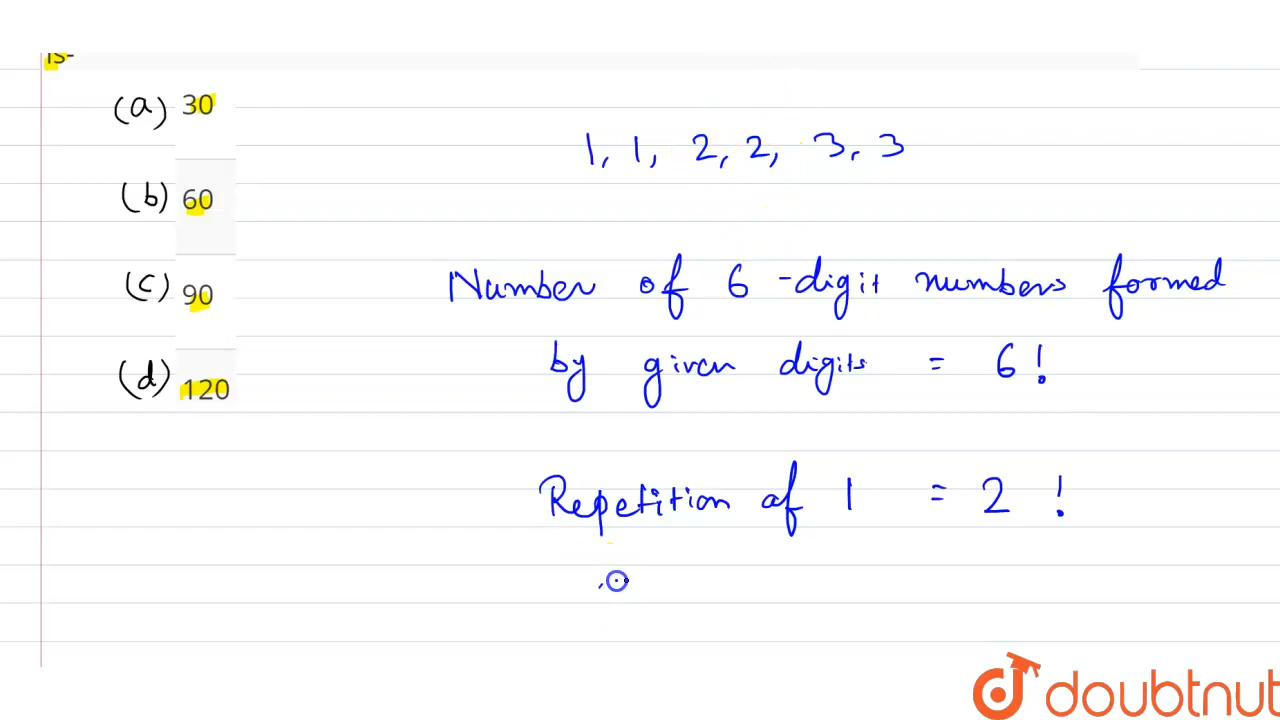 is-
(a) 30
1, 1, 2, 2, 3, 3
(b) 60
Number of 6 -digit numbers formed
(c) 90
by given digits = 6!
(d) 120
Repetition of 1 = 2 !
doubtnut